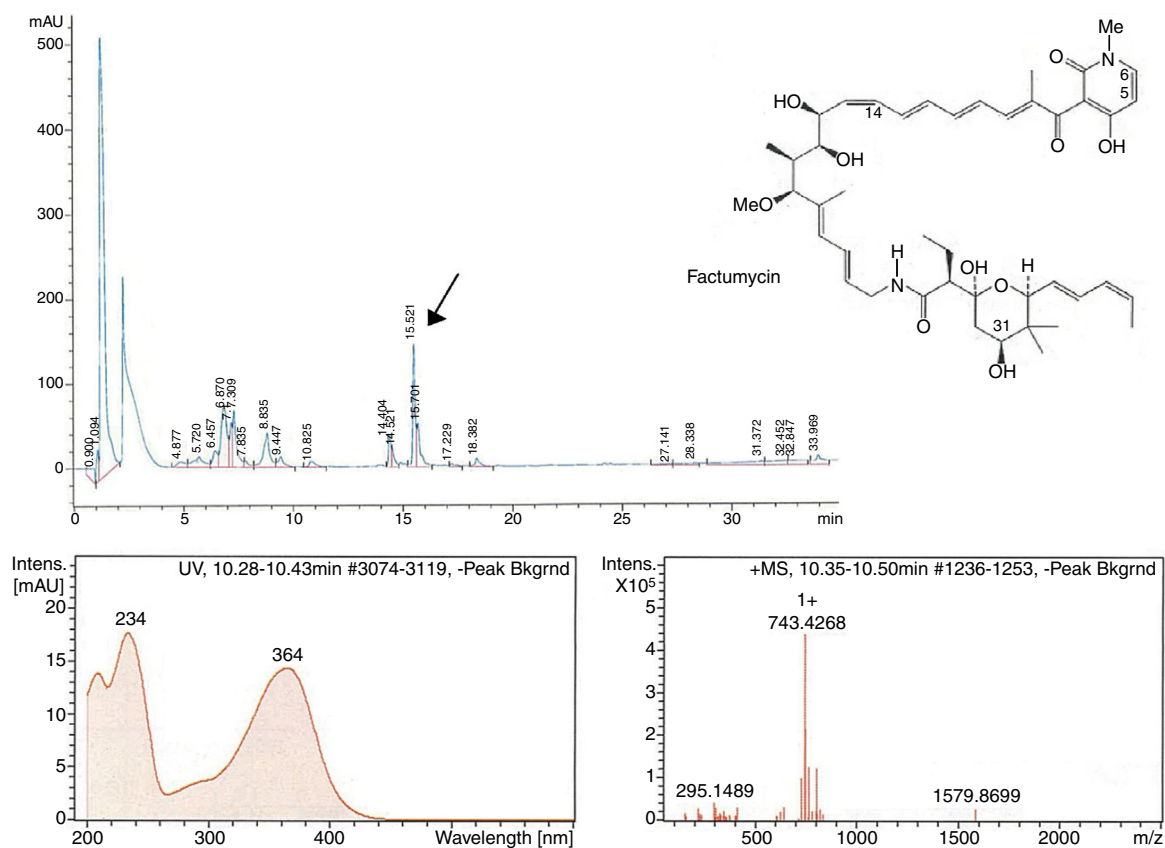 mAU
500
400
300
200
100
0
0.900
1.094
4.877
5.720
6.457
6.870
7.309
7.835
8.835
9.447
10.825
14.404
14.521
15.521
15.701
17.229
18.382
27.141
28.338
31.372
32.452
32.847
33.969
0 5 10 15 20 25 30 min
Me
O N 6
5
HO 14
O OH
OH
MeO
Factumycin
H
N
O
OH O H
31
OH
Intens.
[mAU]
UV, 10.28-10.43min #3074-3119, -Peak Bkgrnd
20
15
10
5
0
234
364
200 300 400 Wavelength [nm]
Intens.
X10⁵
+MS, 10.35-10.50min #1236-1253, -Peak Bkgrnd
5
4
3
2
1
0
1+
743.4268
295.1489
1579.8699
500 1000 1500 2000 m/z